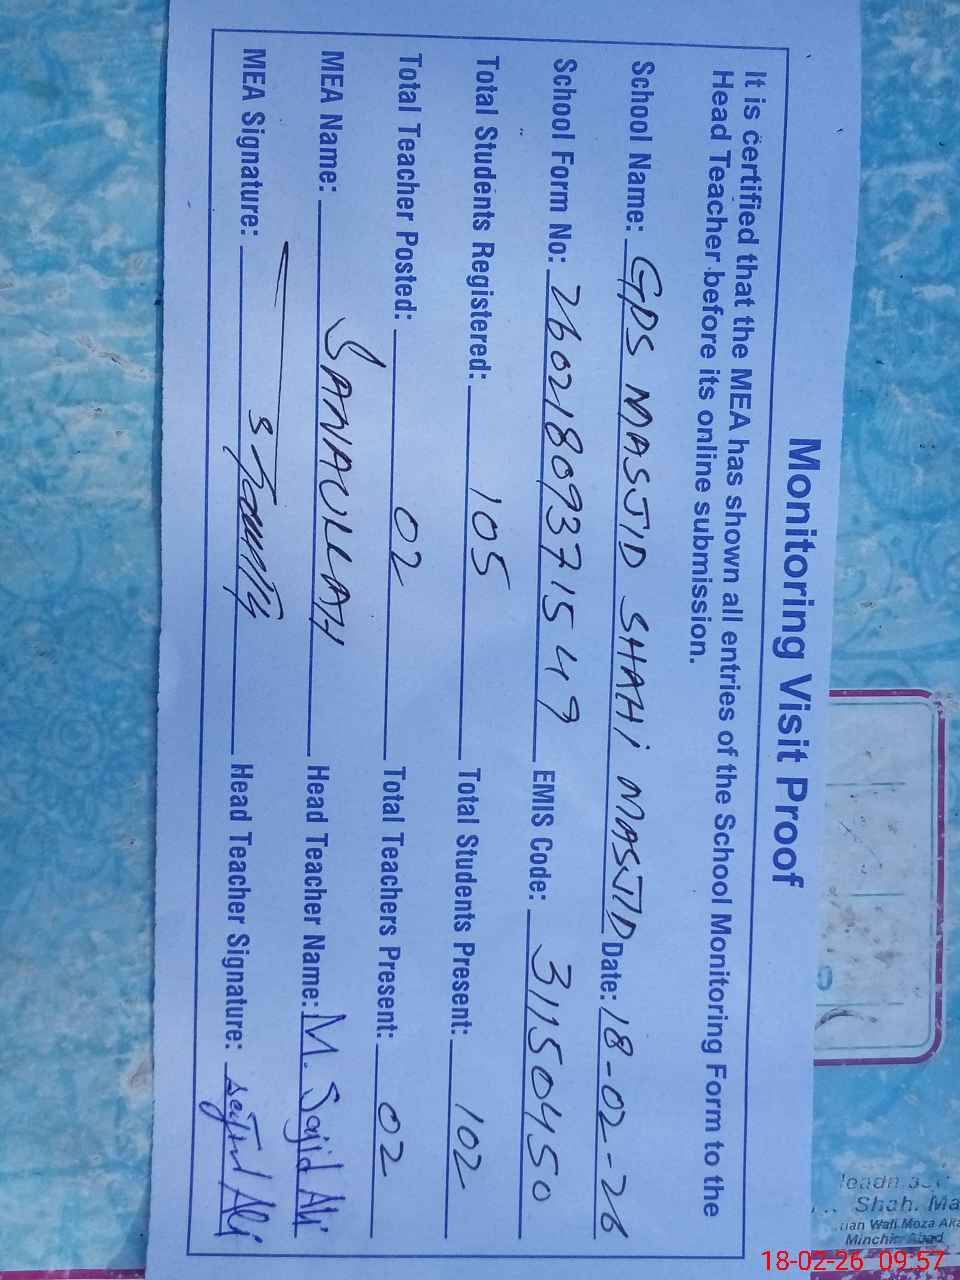 Monitoring Visit Proof
It is certified that the MEA has shown all entries of the School Monitoring Form to the
Head Teacher before its online submission.
School Name: GPS MASJID SHAHI MASJID Date: 18-02-26
School Form No: 26021809371549 EMIS Code: 31150450
Total Students Registered: 105 Total Students Present: 102
Total Teacher Posted: 02 Total Teachers Present: 02
MEA Name: SANAULLAH Head Teacher Name: M. Sajid Ali
MEA Signature: Head Teacher Signature: Sajid Ali
Shah. Ma
Wali Moza
Minchin Abad
18-02-26 09:57